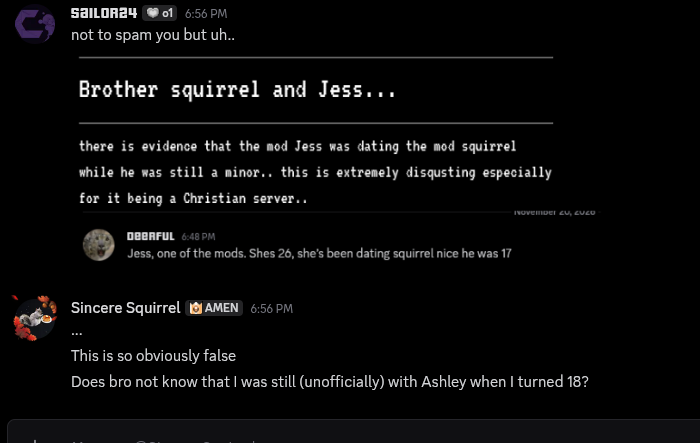 SAILOR24 o1 6:56 PM
not to spam you but uh..
Brother squirrel and Jess...
there is evidence that the mod Jess was dating the mod squirrel
while he was still a minor.. this is extremely disqusting especially
for it being a Christian server..
November 20, 2026
DEERFUL 6:48 PM
Jess, one of the mods. Shes 26, she's been dating squirrel nice he was 17
Sincere Squirrel AMEN 6:56 PM
...
This is so obviously false
Does bro not know that I was still (unofficially) with Ashley when I turned 18?